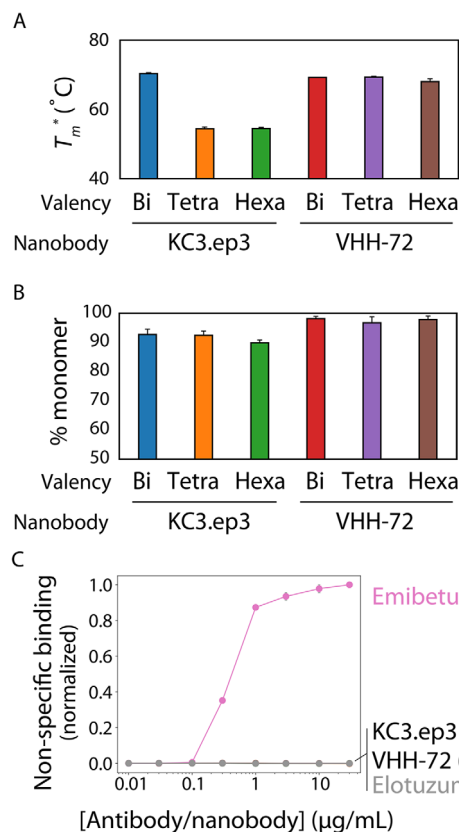 A
80
60
40
Tm* (°C)
Valency Bi Tetra Hexa Bi Tetra Hexa
Nanobody KC3.ep3 VHH-72
B
100
90
80
70
60
50
% monomer
Valency Bi Tetra Hexa Bi Tetra Hexa
Nanobody KC3.ep3 VHH-72
C
Non-specific binding
(normalized)
1.0
0.8
0.6
0.4
0.2
0.0
Emibetu
KC3.ep3
VHH-72 (
Elotuzun
0.01 0.1 1 10
[Antibody/nanobody] (μg/mL)